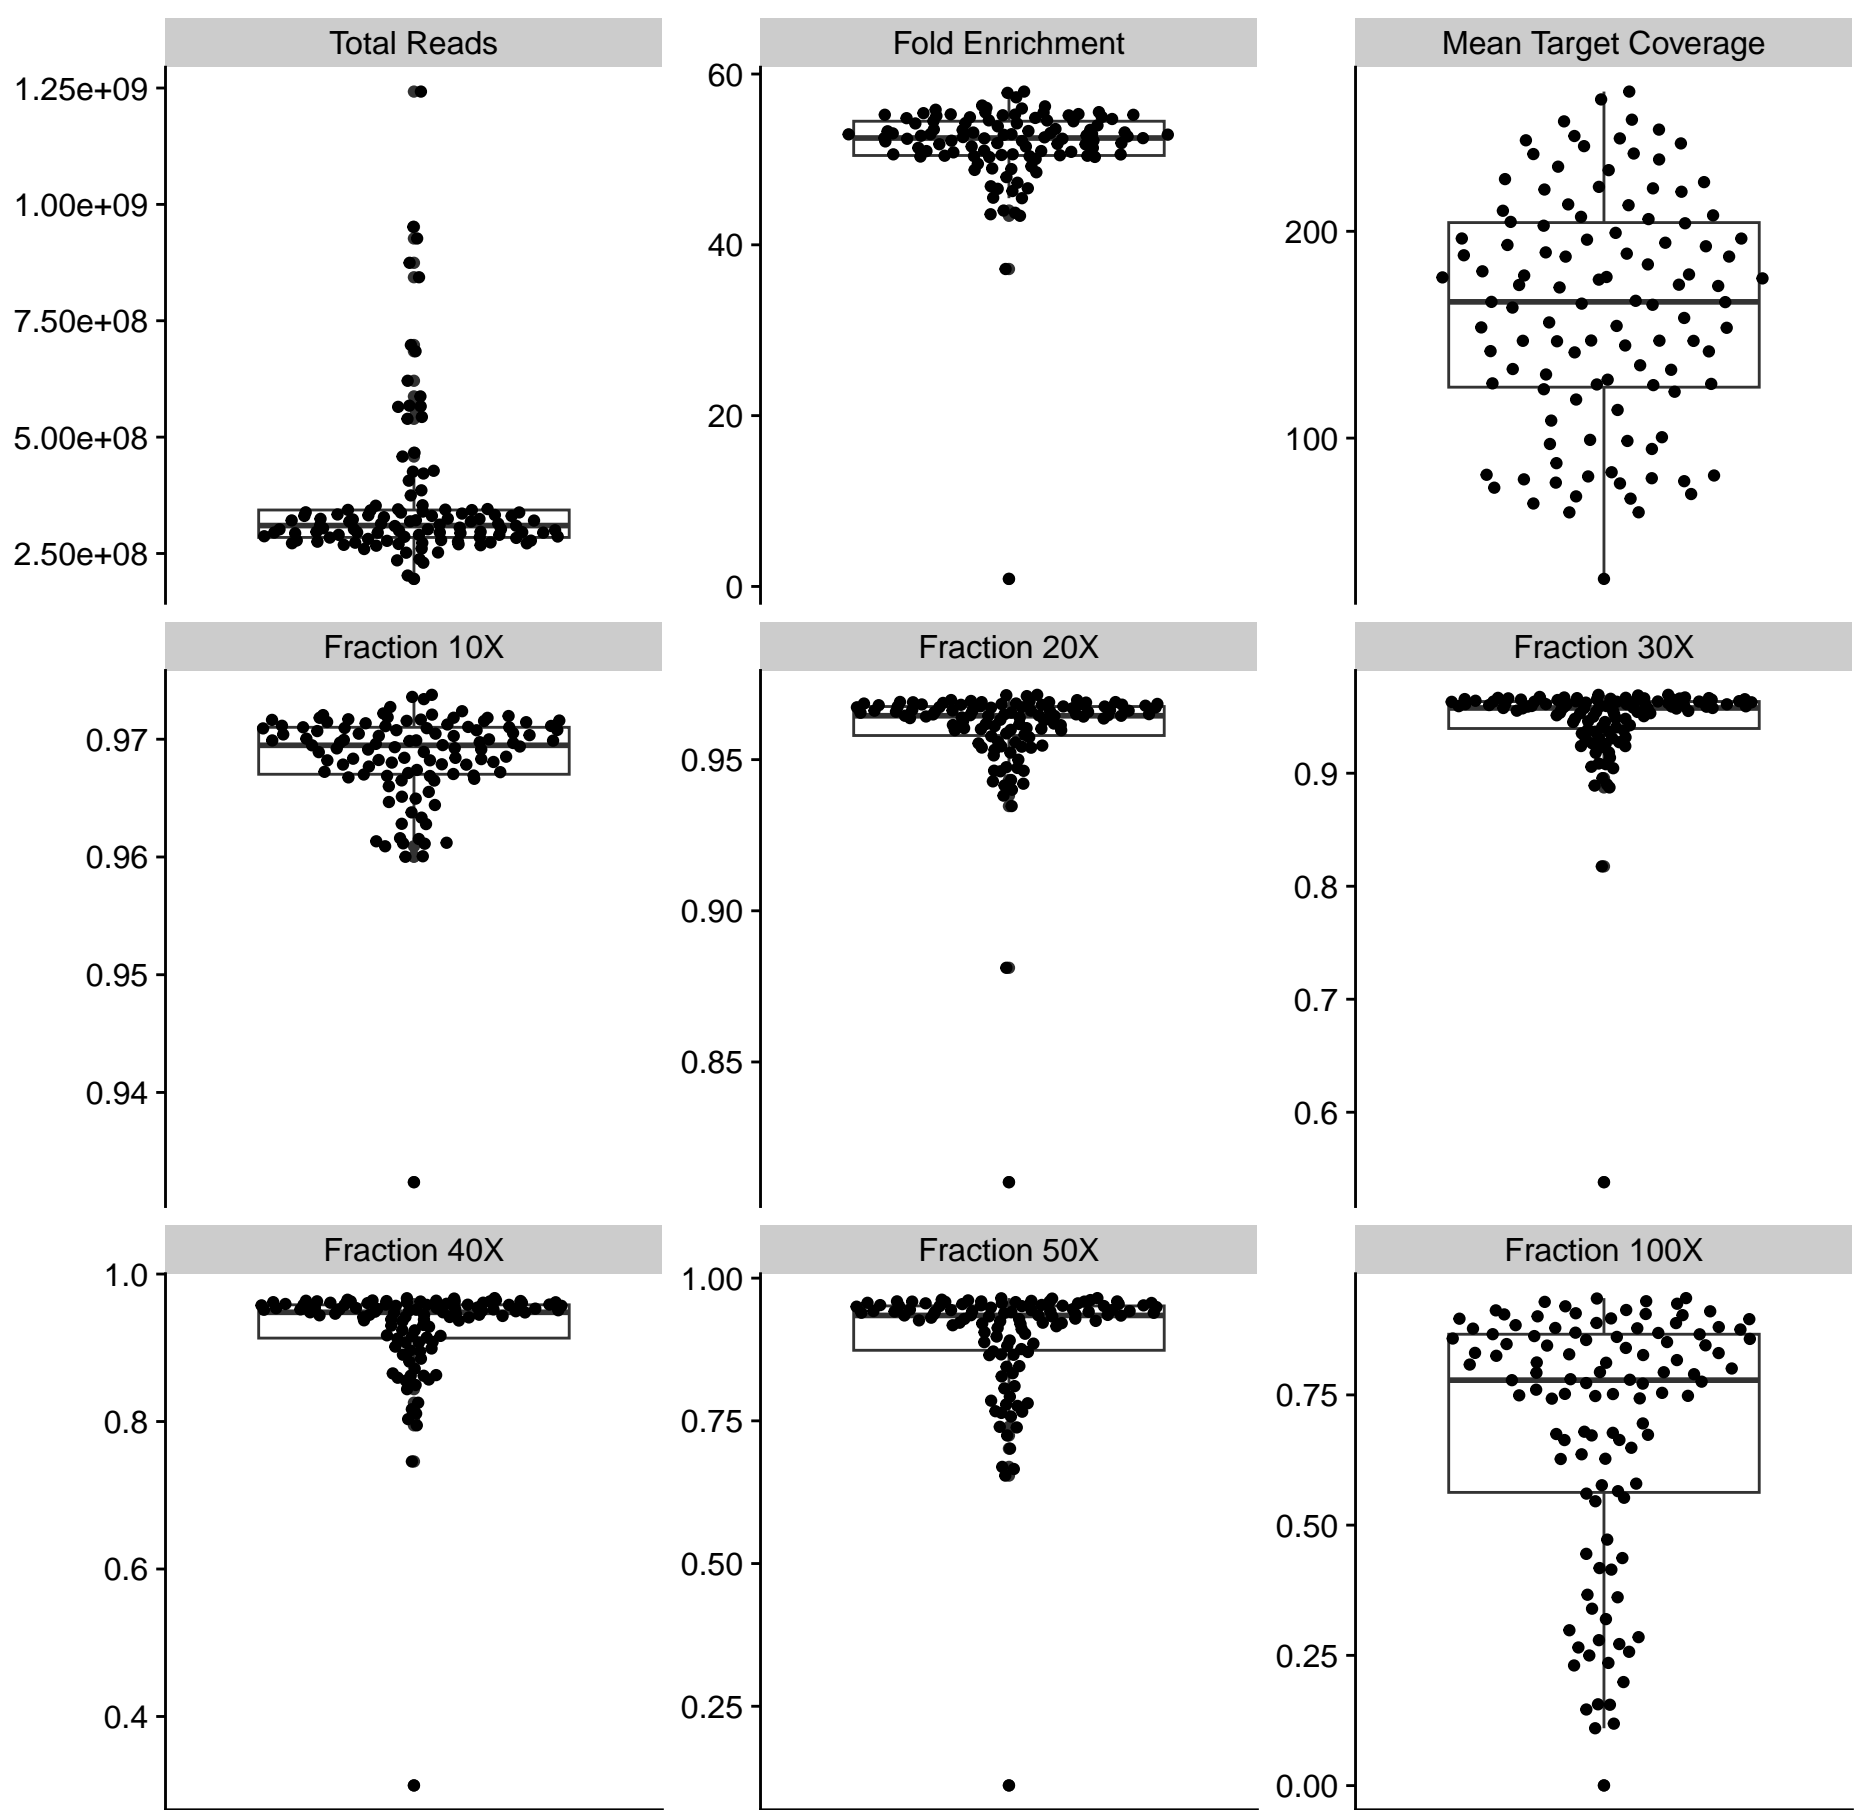 Total Reads
1.25e+09
1.00e+09
7.50e+08
5.00e+08
2.50e+08
Fold Enrichment
60
40
20
0
Mean Target Coverage
200
100
Fraction 10X
0.97
0.96
0.95
0.94
Fraction 20X
0.95
0.90
0.85
Fraction 30X
0.9
0.8
0.7
0.6
Fraction 40X
1.0
0.8
0.6
0.4
Fraction 50X
1.00
0.75
0.50
0.25
Fraction 100X
0.75
0.50
0.25
0.00